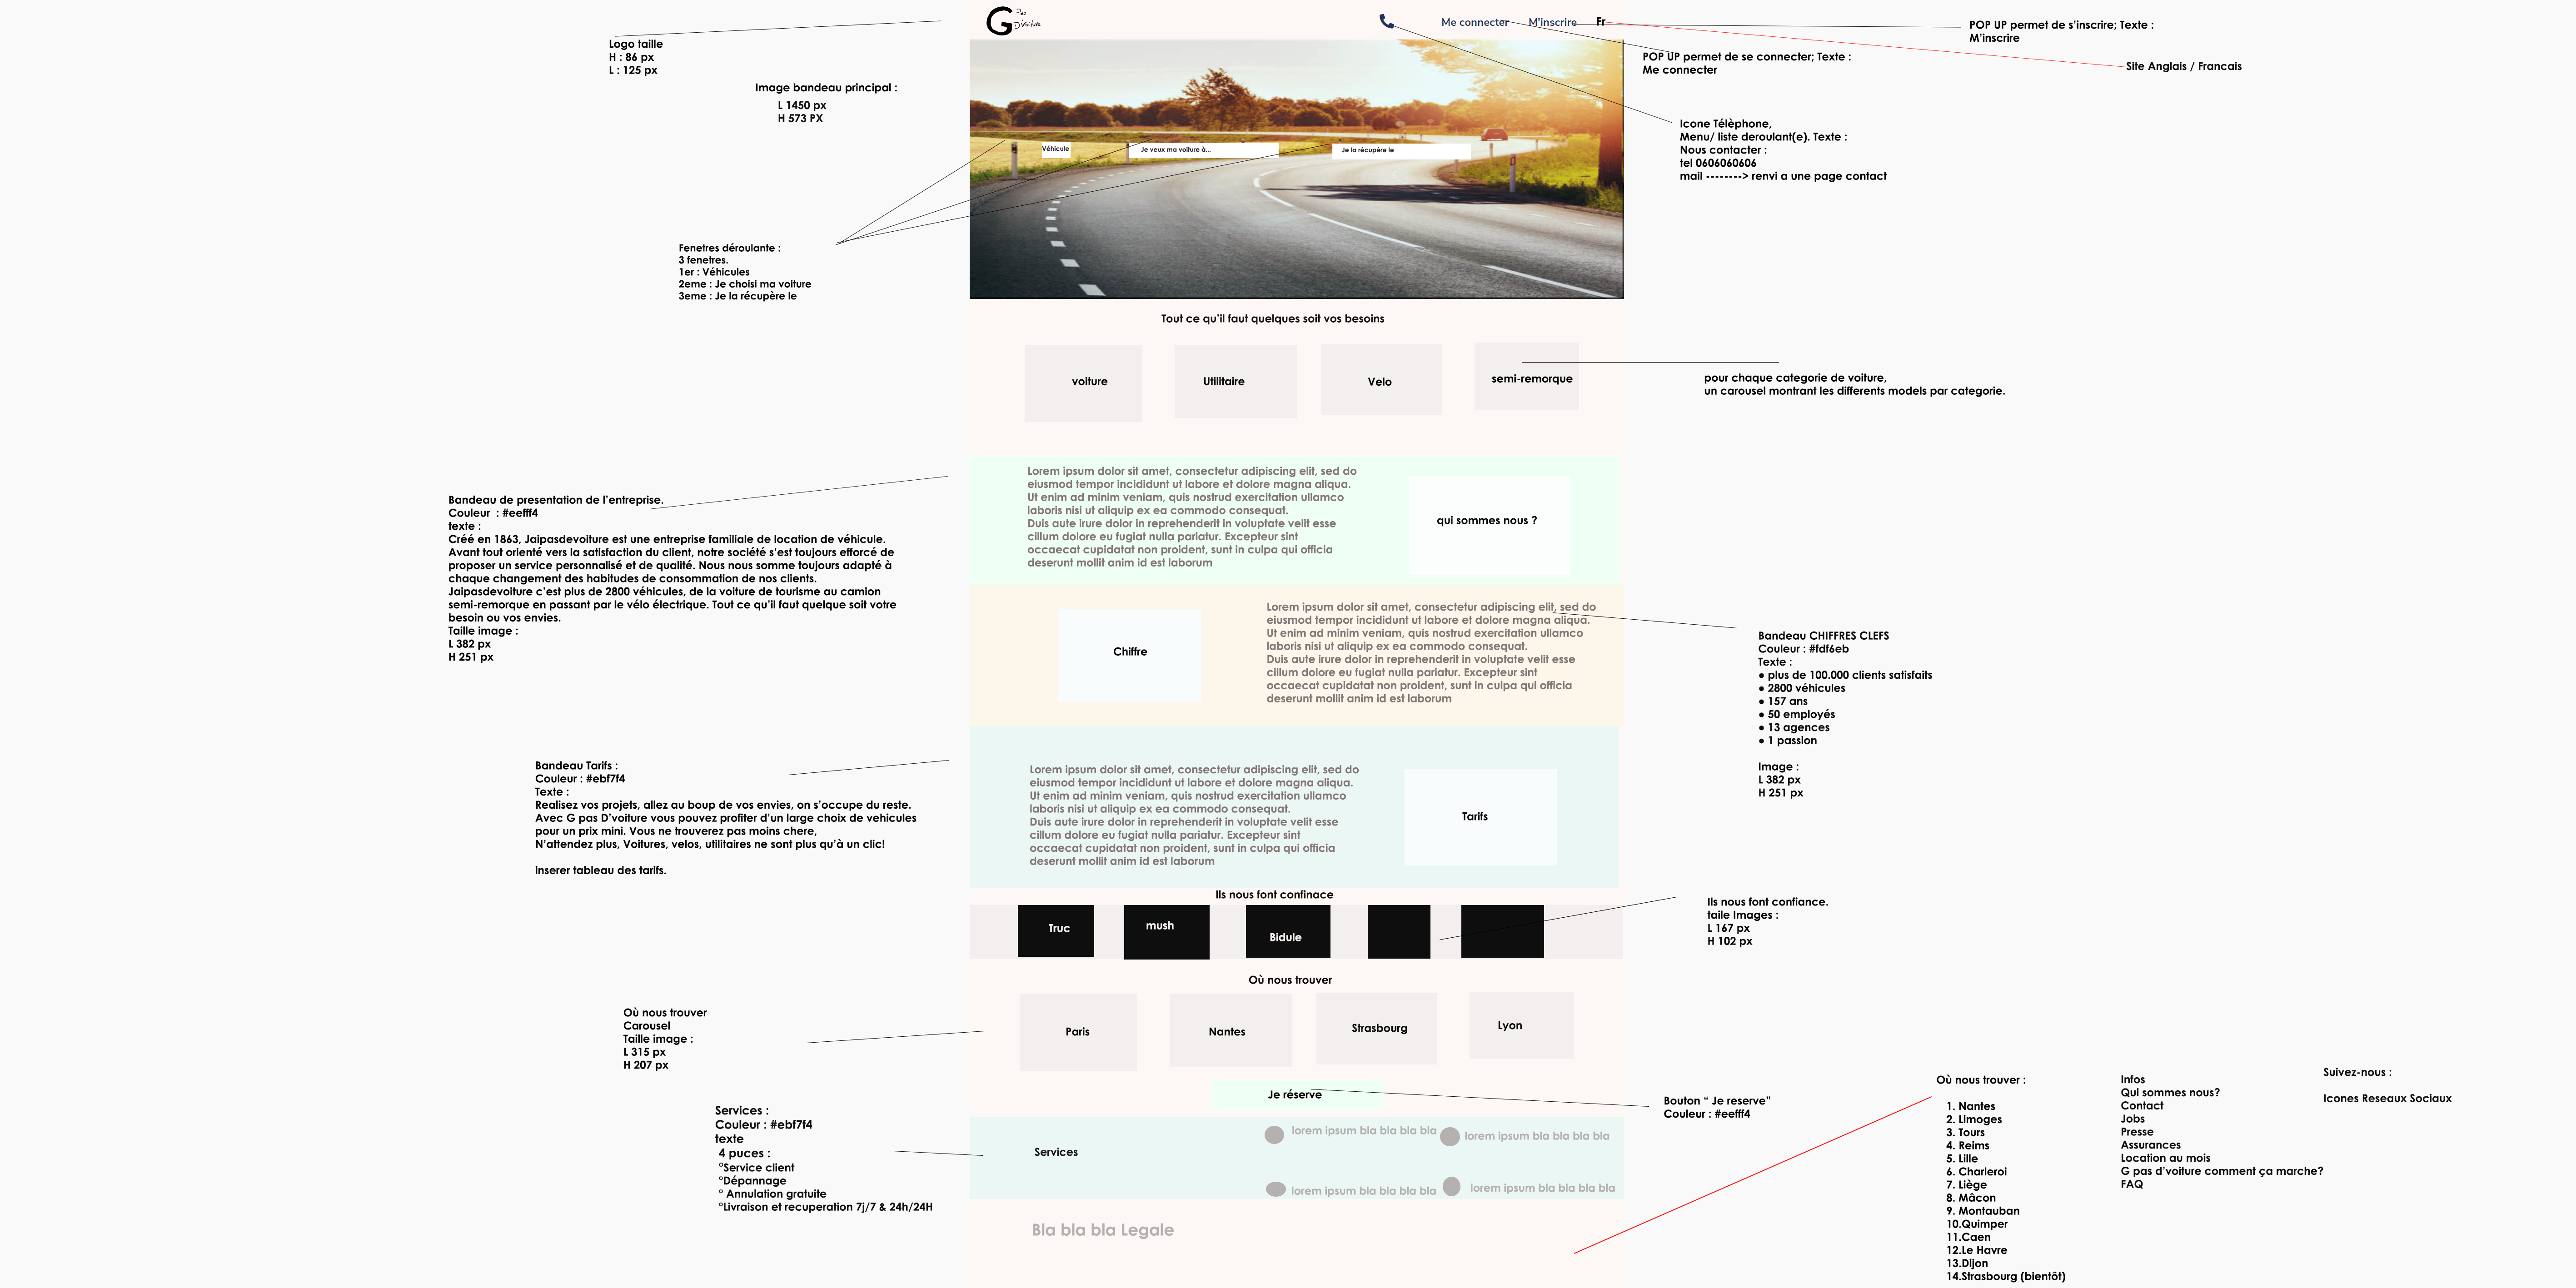 G Pas
D'Voiture
Me connecter
M'inscrire
Fr
Logo taille
H : 86 px
L : 125 px
POP UP permet de s'inscrire; Texte :
M'inscrire
POP UP permet de se connecter; Texte :
Me connecter
Site Anglais / Francais
Image bandeau principal :
L 1450 px
H 573 PX
Icone Télèphone,
Menu/ liste deroulant(e). Texte :
Nous contacter :
tel 0606060606
mail --------> renvi a une page contact
Véhicule
Je veux ma voiture à...
Je la récupère le
Fenetres déroulante :
3 fenetres.
1er : Véhicules
2eme : Je choisi ma voiture
3eme : Je la récupère le
Tout ce qu'il faut quelques soit vos besoins
voiture
Utilitaire
Velo
semi-remorque
pour chaque categorie de voiture,
un carousel montrant les differents models par categorie.
Bandeau de presentation de l'entreprise.
Couleur  : #eefff4
texte :
Créé en 1863, Jaipasdevoiture est une entreprise familiale de location de véhicule.
Avant tout orienté vers la satisfaction du client, notre société s'est toujours efforcé de
proposer un service personnalisé et de qualité. Nous nous somme toujours adapté à
chaque changement des habitudes de consommation de nos clients.
Jaipasdevoiture c'est plus de 2800 véhicules, de la voiture de tourisme au camion
semi-remorque en passant par le vélo électrique. Tout ce qu'il faut quelque soit votre
besoin ou vos envies.
Taille image :
L 382 px
H 251 px
Lorem ipsum dolor sit amet, consectetur adipiscing elit, sed do
eiusmod tempor incididunt ut labore et dolore magna aliqua.
Ut enim ad minim veniam, quis nostrud exercitation ullamco
laboris nisi ut aliquip ex ea commodo consequat.
Duis aute irure dolor in reprehenderit in voluptate velit esse
cillum dolore eu fugiat nulla pariatur. Excepteur sint
occaecat cupidatat non proident, sunt in culpa qui officia
deserunt mollit anim id est laborum
qui sommes nous ?
Chiffre
Lorem ipsum dolor sit amet, consectetur adipiscing elit, sed do
eiusmod tempor incididunt ut labore et dolore magna aliqua.
Ut enim ad minim veniam, quis nostrud exercitation ullamco
laboris nisi ut aliquip ex ea commodo consequat.
Duis aute irure dolor in reprehenderit in voluptate velit esse
cillum dolore eu fugiat nulla pariatur. Excepteur sint
occaecat cupidatat non proident, sunt in culpa qui officia
deserunt mollit anim id est laborum
Bandeau CHIFFRES CLEFS
Couleur : #fdf6eb
Texte :
● plus de 100.000 clients satisfaits
● 2800 véhicules
● 157 ans
● 50 employés
● 13 agences
● 1 passion
Image :
L 382 px
H 251 px
Bandeau Tarifs :
Couleur : #ebf7f4
Texte :
Realisez vos projets, allez au boup de vos envies, on s'occupe du reste.
Avec G pas D'voiture vous pouvez profiter d'un large choix de vehicules
pour un prix mini. Vous ne trouverez pas moins chere,
N'attendez plus, Voitures, velos, utilitaires ne sont plus qu'à un clic!
inserer tableau des tarifs.
Lorem ipsum dolor sit amet, consectetur adipiscing elit, sed do
eiusmod tempor incididunt ut labore et dolore magna aliqua.
Ut enim ad minim veniam, quis nostrud exercitation ullamco
laboris nisi ut aliquip ex ea commodo consequat.
Duis aute irure dolor in reprehenderit in voluptate velit esse
cillum dolore eu fugiat nulla pariatur. Excepteur sint
occaecat cupidatat non proident, sunt in culpa qui officia
deserunt mollit anim id est laborum
Tarifs
Ils nous font confinace
Truc
mush
Bidule
Ils nous font confiance.
taile Images :
L 167 px
H 102 px
Où nous trouver
Paris
Nantes
Strasbourg
Lyon
Où nous trouver
Carousel
Taille image :
L 315 px
H 207 px
Je réserve
Bouton “ Je reserve”
Couleur : #eefff4
Services :
Couleur : #ebf7f4
texte
4 puces :
°Service client
°Dépannage
° Annulation gratuite
°Livraison et recuperation 7j/7 & 24h/24H
Services
lorem ipsum bla bla bla bla
lorem ipsum bla bla bla bla
lorem ipsum bla bla bla bla
lorem ipsum bla bla bla bla
Bla bla bla Legale
Où nous trouver :
1. Nantes
2. Limoges
3. Tours
4. Reims
5. Lille
6. Charleroi
7. Liège
8. Mâcon
9. Montauban
10.Quimper
11.Caen
12.Le Havre
13.Dijon
14.Strasbourg (bientôt)
Infos
Qui sommes nous?
Contact
Jobs
Presse
Assurances
Location au mois
G pas d'voiture comment ça marche?
FAQ
Suivez-nous :
Icones Reseaux Sociaux